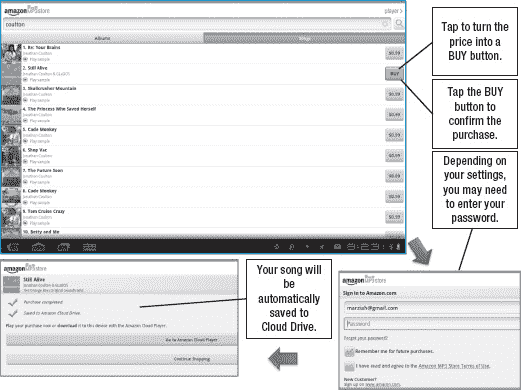 amazon MP3 store
player >
coulton
Albums
Songs
1. Re: Your Brains
Jonathan Coulton
Play sample
$0.99
2. Still Alive
Jonathan Coulton & GLaDOS
Play sample
BUY
3. Skullcrusher Mountain
Jonathan Coulton
Play sample
$0.99
4. The Princess Who Saved Herself
Jonathan Coulton
Play sample
$0.99
5. Code Monkey
Jonathan Coulton
Play sample
$0.99
6. Shop Vac
Jonathan Coulton
Play sample
$0.99
7. The Future Soon
Jonathan Coulton
Play sample
$0.99
8. Code Monkey
Jonathan Coulton
Play sample
$0.99
9. Tom Cruise Crazy
Jonathan Coulton
Play sample
$0.99
10. Betty and Me
Tap to turn the
price into a
BUY button.
Tap the BUY
button to
confirm the
purchase.
Depending on
your settings,
you may need
to enter your
password.
amazon MP3 store
Still Alive
Jonathan Coulton & GLaDOS
Purchase completed.
Saved to Amazon Cloud Drive.
Play your purchase now or download it to this device with the Amazon Cloud Player.
Go to Amazon Cloud Player
Continue Shopping
Your song will
be
automatically
saved to
Cloud Drive.
amazon MP3 store
Sign in to Amazon.com
marziah@gmail.com
Password
Forgot your password?
Remember me for future purchases.
I have read and agree to the Amazon MP3 Store Terms of Use.
New Customer?
Sign up on www.amazon.com.